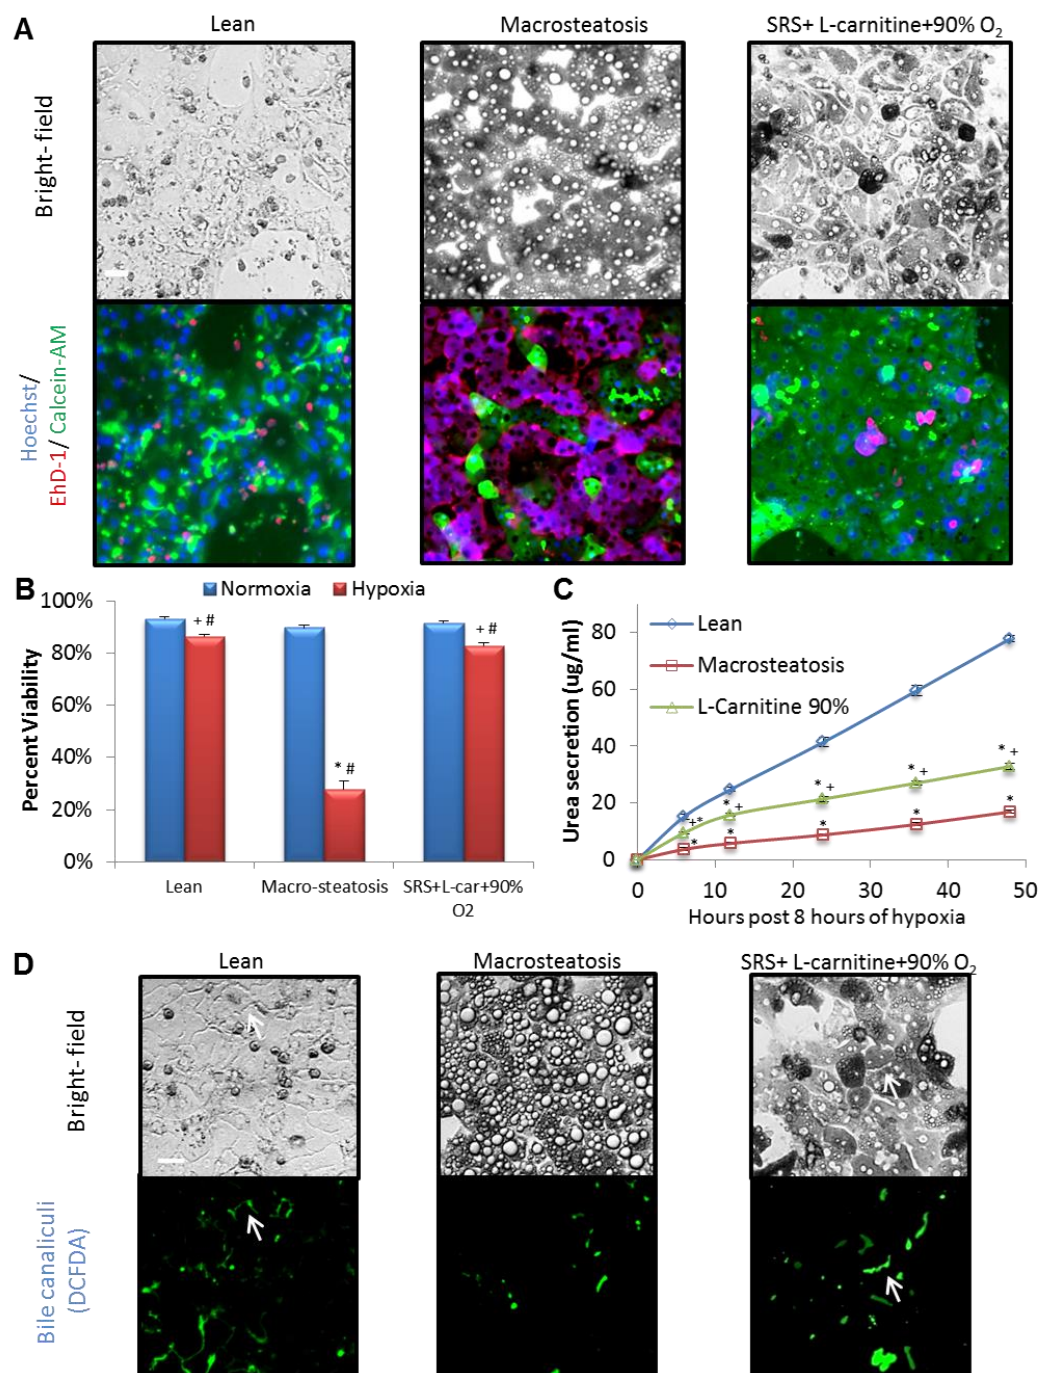 A
Lean
Macrosteatosis
SRS+ L-carnitine+90% O2
Bright- field
Hoechst/
EhD-1/ Calcein-AM
B
Normoxia
Hypoxia
100%
80%
60%
40%
20%
0%
Percent Viability
+ #
* #
+ #
Lean
Macro-steatosis
SRS+L-car+90%
O2
C
Lean
Macrosteatosis
L-Carnitine 90%
Urea secretion (ug/ml)
80
60
40
20
0
+*
*
* +
*
* +
*
* +
*
* +
*
0 10 20 30 40 50
Hours post 8 hours of hypoxia
D
Lean
Macrosteatosis
SRS+ L-carnitine+90% O2
Bright- field
Bile canaliculi
(DCFDA)